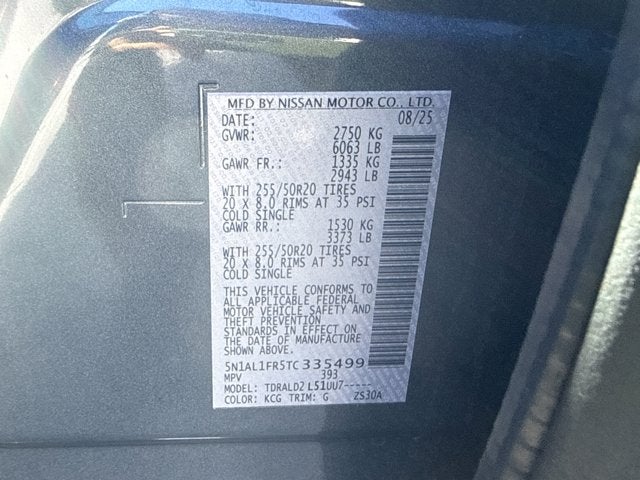 MFD BY NISSAN MOTOR CO., LTD.
DATE: 08/25
GVWR: 2750 KG
6063 LB
GAWR FR.: 1335 KG
2943 LB
WITH 255/50R20 TIRES
20 X 8.0 RIMS AT 35 PSI
COLD SINGLE
GAWR RR.: 1530 KG
3373 LB
WITH 255/50R20 TIRES
20 X 8.0 RIMS AT 35 PSI
COLD SINGLE
THIS VEHICLE CONFORMS TO
ALL APPLICABLE FEDERAL
MOTOR VEHICLE SAFETY AND
THEFT PREVENTION
STANDARDS IN EFFECT ON
THE DATE OF MANUFACTURE
SHOWN ABOVE.
5N1AL1FR5TC335499
MPV 393
MODEL: TDRALD2 L51UU7-----
COLOR: KCG TRIM: G ZS30A